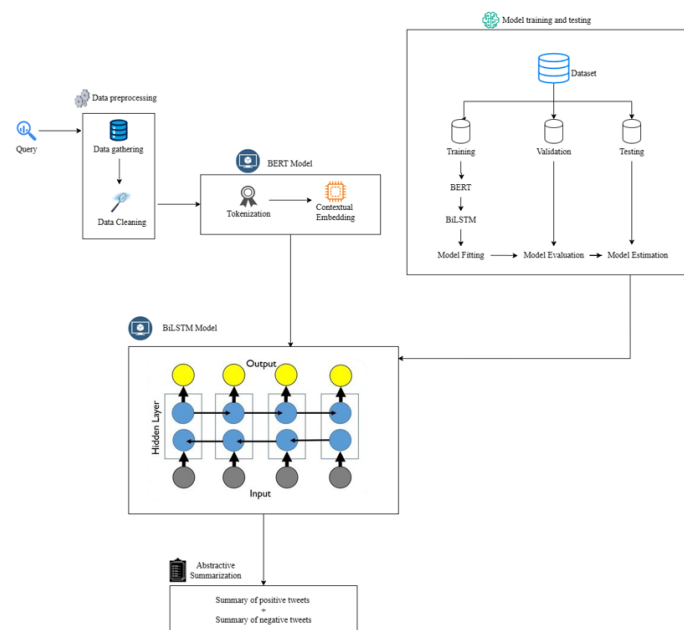 Model training and testing
Dataset
Training
Validation
Testing
BERT
BiLSTM
Model Fitting
Model Evaluation
Model Estimation
Data preprocessing
Query
Data gathering
Data Cleaning
BERT Model
Tokenization
Contextual
Embedding
BiLSTM Model
Output
Hidden Layer
Input
Abstractive
Summarization
Summary of positive tweets
+
Summary of negative tweets